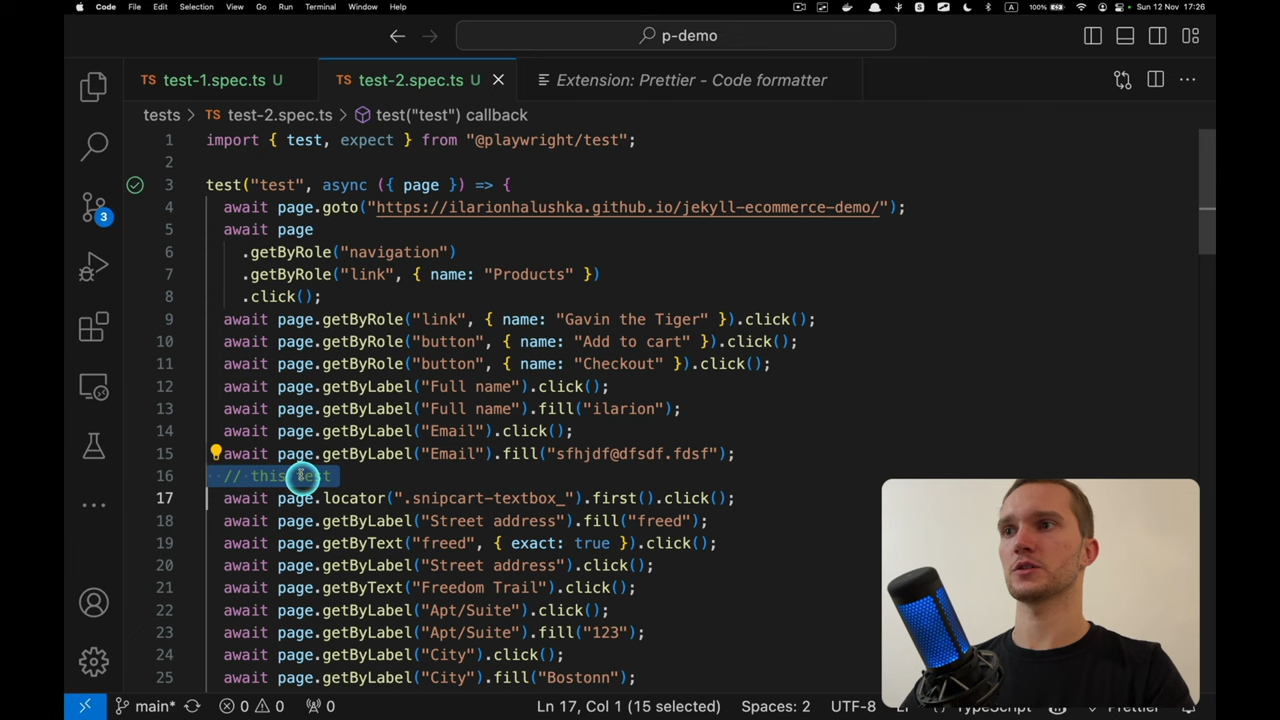 Code File Edit Selection View Go Run Terminal Window Help A 100% Sun 12 Nov 17:26
p-demo
TS test-1.spec.ts U TS test-2.spec.ts U Extension: Prettier - Code formatter
tests > TS test-2.spec.ts > test("test") callback
1 import { test, expect } from "@playwright/test";
2
3 test("test", async ({ page }) => {
4 await page.goto("https://ilarionhalushka.github.io/jekyll-ecommerce-demo/");
5 await page
6 .getByRole("navigation")
7 .getByRole("link", { name: "Products" })
8 .click();
9 await page.getByRole("link", { name: "Gavin the Tiger" }).click();
10 await page.getByRole("button", { name: "Add to cart" }).click();
11 await page.getByRole("button", { name: "Checkout" }).click();
12 await page.getByLabel("Full name").click();
13 await page.getByLabel("Full name").fill("ilarion");
14 await page.getByLabel("Email").click();
15 await page.getByLabel("Email").fill("sfhjdf@dfsdf.fdsf");
16 // this test
17 await page.locator(".snipcart-textbox_").first().click();
18 await page.getByLabel("Street address").fill("freed");
3 19 await page.getByText("freed", { exact: true }).click();
20 await page.getByLabel("Street address").click();
21 await page.getByText("Freedom Trail").click();
22 await page.getByLabel("Apt/Suite").click();
23 await page.getByLabel("Apt/Suite").fill("123");
24 await page.getByLabel("City").click();
25 await page.getByLabel("City").fill("Bostonn");
main* 0 0 0 Ln 17, Col 1 (15 selected) Spaces: 2 UTF-8 LF TypeScript Prettier